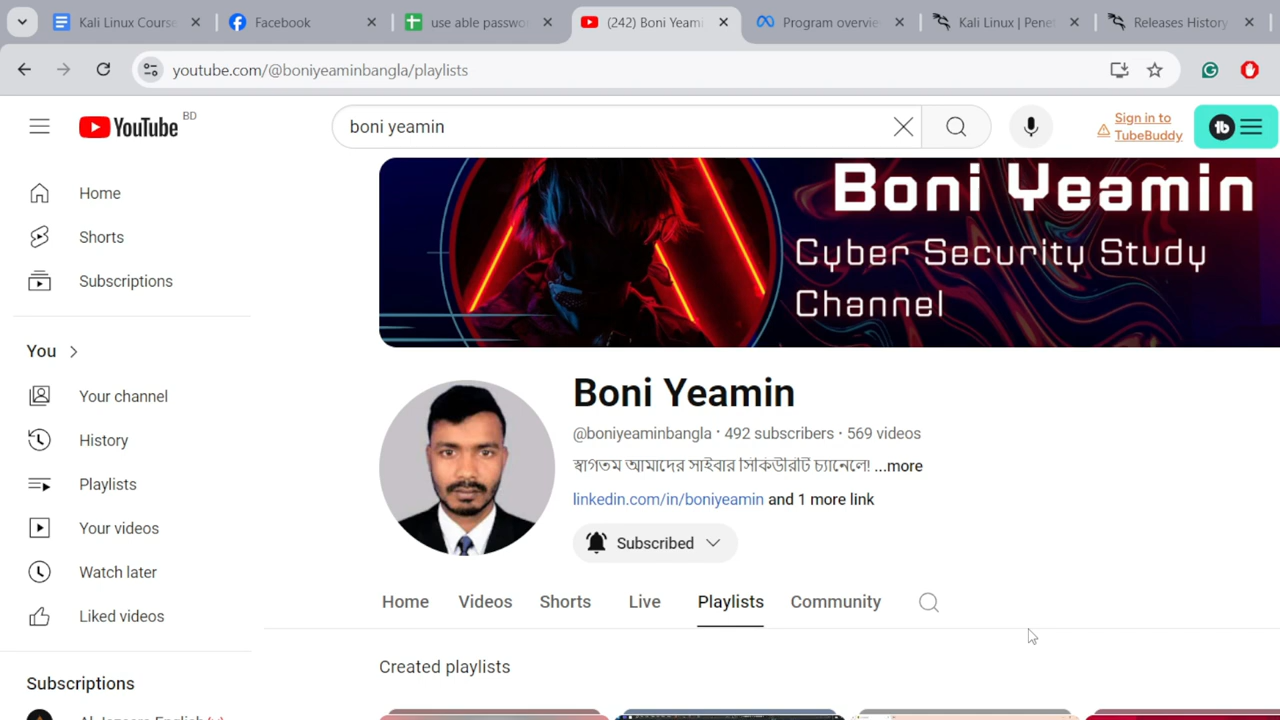 Kali Linux Course
Facebook
use able passwo
(242) Boni Yeami
Program overvie
Kali Linux | Penet
Releases History
youtube.com/@boniyeaminbangla/playlists
YouTube BD
boni yeamin
Sign in to
TubeBuddy
tb
Home
Shorts
Subscriptions
You
Your channel
History
Playlists
Your videos
Watch later
Liked videos
Subscriptions
Boni Yeamin
Cyber Security Study
Channel
Boni Yeamin
@boniyeaminbangla · 492 subscribers · 569 videos
স্বাগতম আমাদের সাইবার সিকিউরিটি চ্যানেলে! ...more
linkedin.com/in/boniyeamin and 1 more link
Subscribed
Home
Videos
Shorts
Live
Playlists
Community
Created playlists